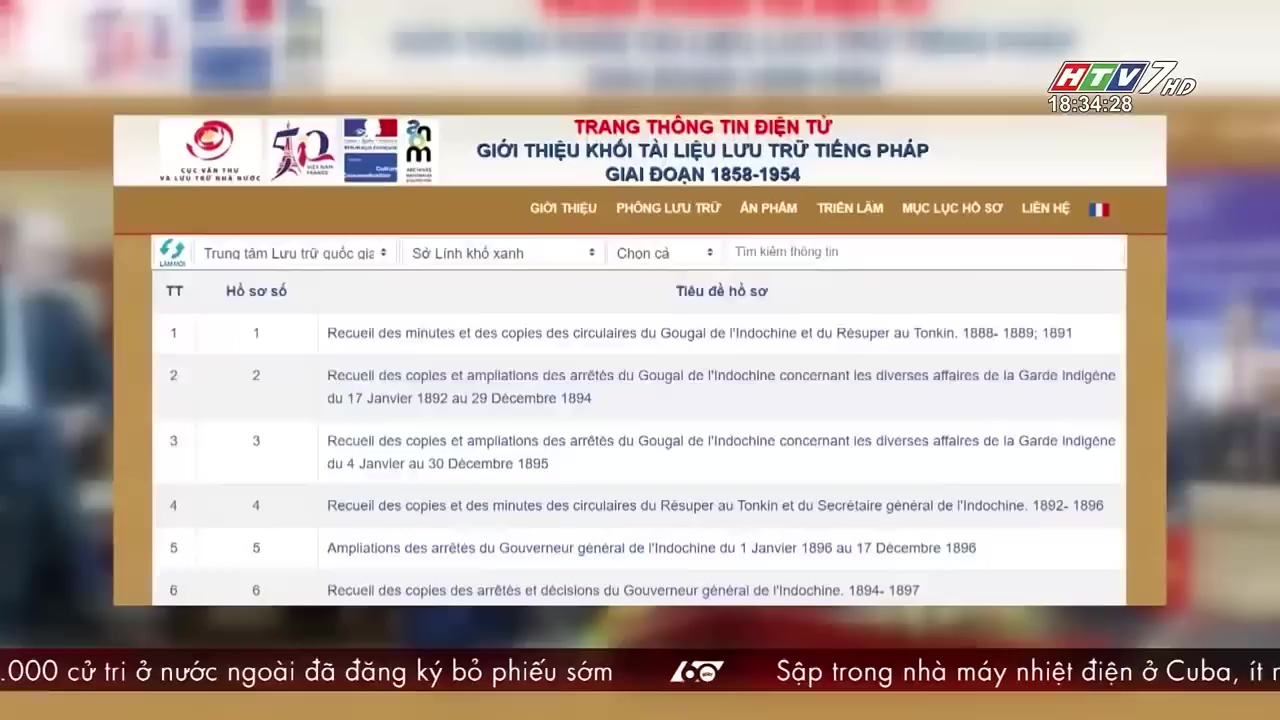 HTV7HD
18:34:28
TRANG THÔNG TIN ĐIỆN TỬ
GIỚI THIỆU KHỐI TÀI LIỆU LƯU TRỮ TIẾNG PHÁP
GIAI ĐOẠN 1858-1954
CỤC VĂN THƯ
VÀ LƯU TRỮ NHÀ NƯỚC
VIỆT NAM
FRANCE
anom
GIỚI THIỆU PHÔNG LƯU TRỮ ẤN PHẨM TRIỂN LÃM MỤC LỤC HỒ SƠ LIÊN HỆ
LÀM MỚI Trung tâm Lưu trữ quốc gia Sở Lính khố xanh Chọn cả Tìm kiếm thông tin
TT Hồ sơ số Tiêu đề hồ sơ
1 1 Recueil des minutes et des copies des circulaires du Gougal de l'Indochine et du Résuper au Tonkin. 1888- 1889; 1891
2 2 Recueil des copies et ampliations des arrêtés du Gougal de l'Indochine concernant les diverses affaires de la Garde Indigène
du 17 Janvier 1892 au 29 Décembre 1894
3 3 Recueil des copies et ampliations des arrêtés du Gougal de l'Indochine concernant les diverses affaires de la Garde Indigène
du 4 Janvier au 30 Décembre 1895
4 4 Recueil des copies et des minutes des circulaires du Résuper au Tonkin et du Secrétaire général de l'Indochine. 1892- 1896
5 5 Ampliations des arrêtés du Gouverneur général de l'Indochine du 1 Janvier 1896 au 17 Décembre 1896
6 6 Recueil des copies des arrêtés et décisions du Gouverneur général de l'Indochine. 1894- 1897
.000 cử tri ở nước ngoài đã đăng ký bỏ phiếu sớm 60 Sập trong nhà máy nhiệt điện ở Cuba, ít